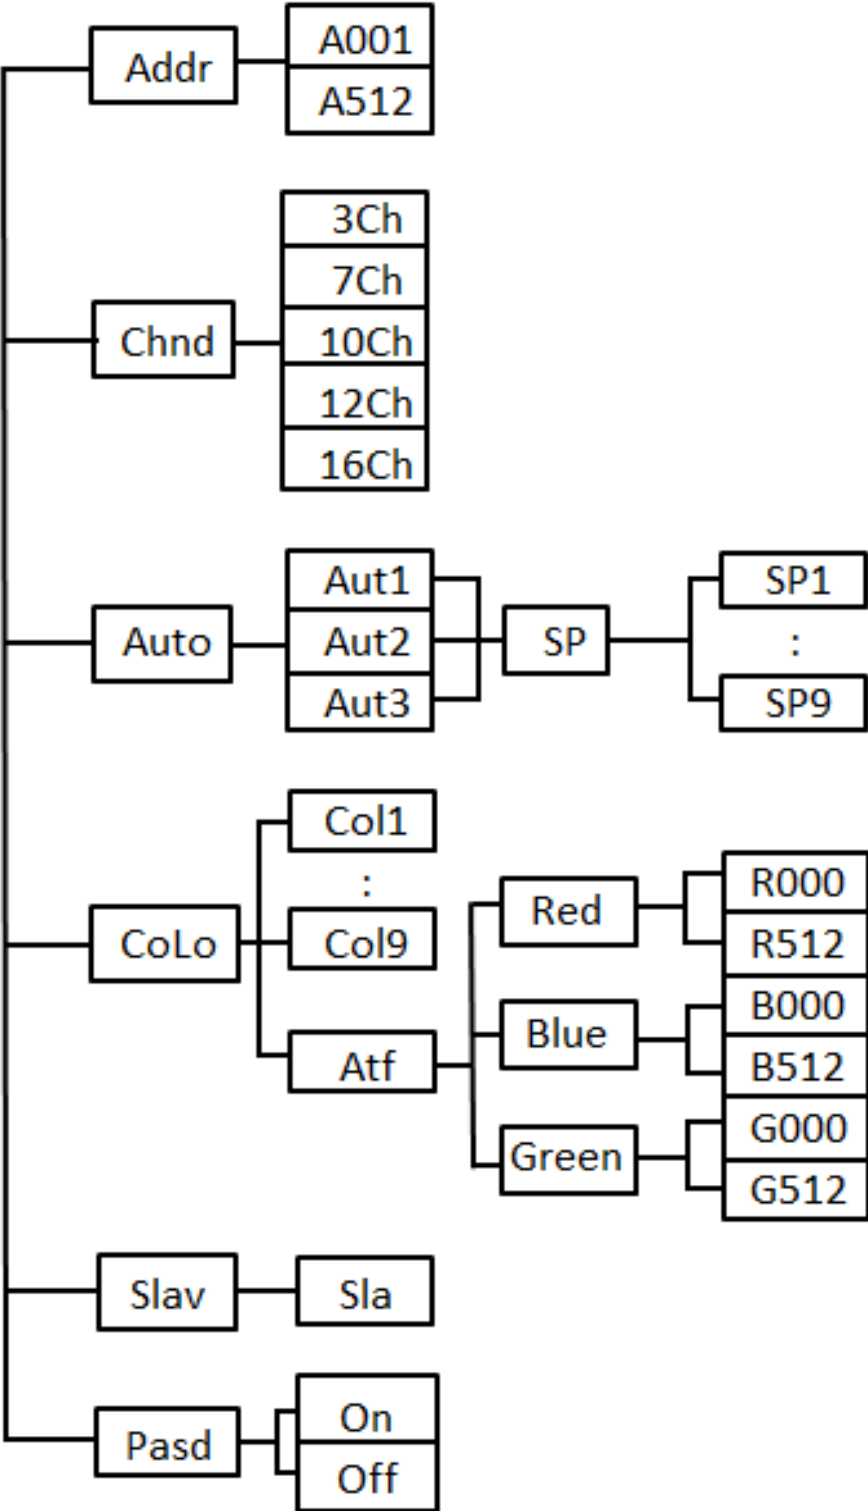 Addr
A001
A512
Chnd
3Ch
7Ch
10Ch
12Ch
16Ch
Auto
Aut1
Aut2
Aut3
SP
SP1
:
SP9
CoLo
Col1
:
Col9
Atf
Red
R000
R512
Blue
B000
B512
Green
G000
G512
Slav
Sla
Pasd
On
Off